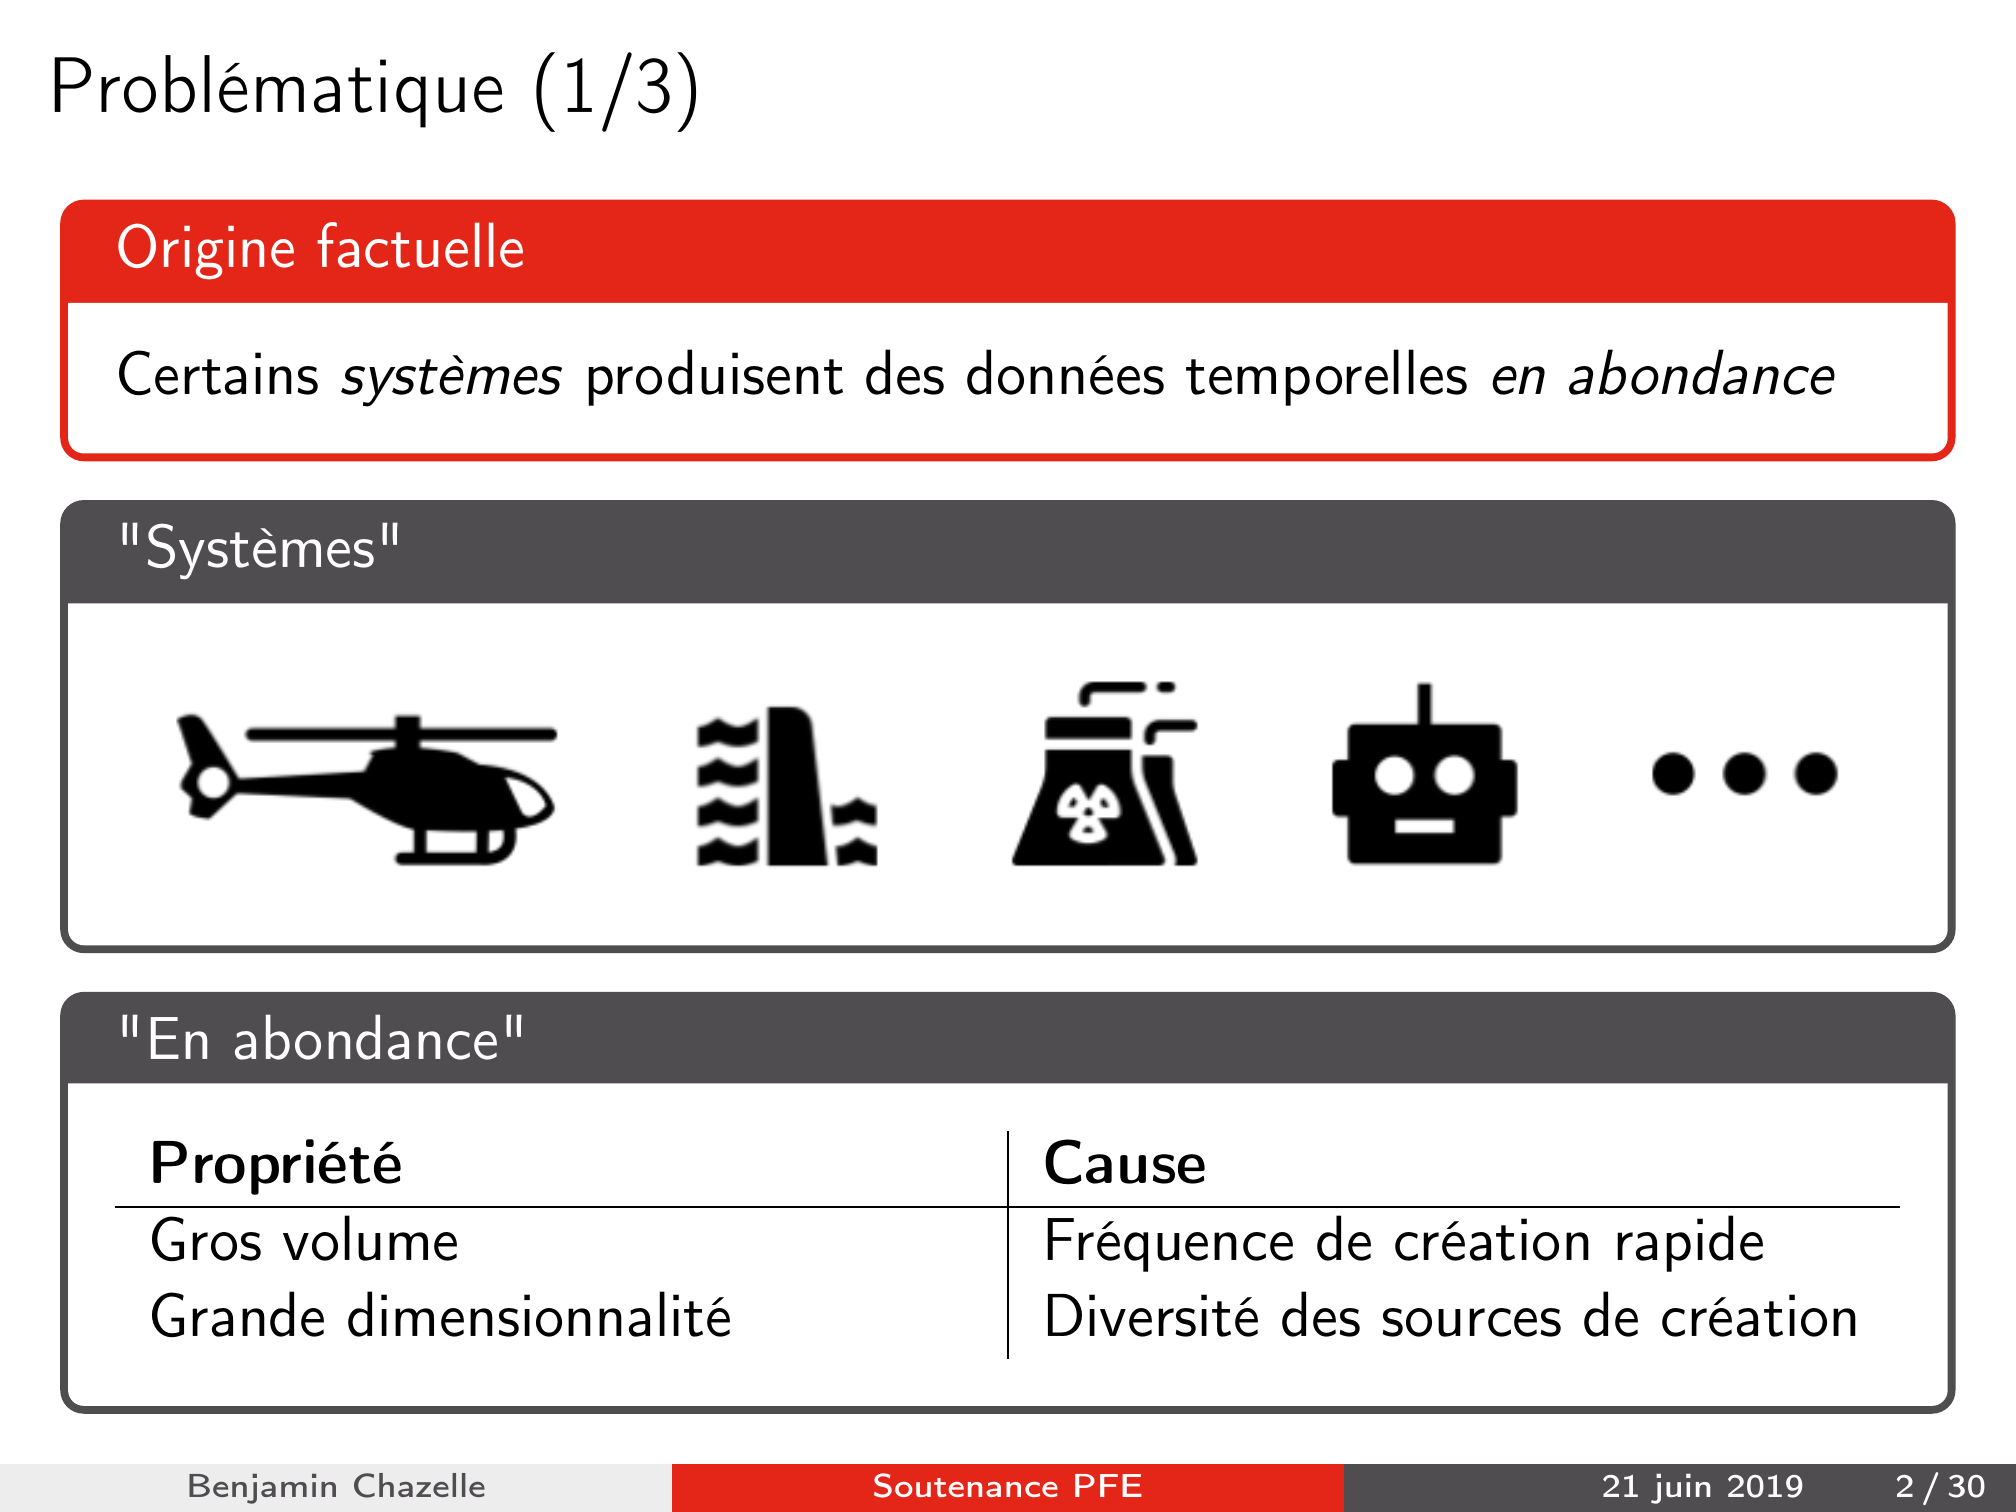 Problématique (1/3)
Origine factuelle
Certains systèmes produisent des données temporelles en abondance
"Systèmes"
"En abondance"
Propriété Cause
Gros volume Fréquence de création rapide
Grande dimensionnalité Diversité des sources de création
Benjamin Chazelle Soutenance PFE 21 juin 2019 2 / 30